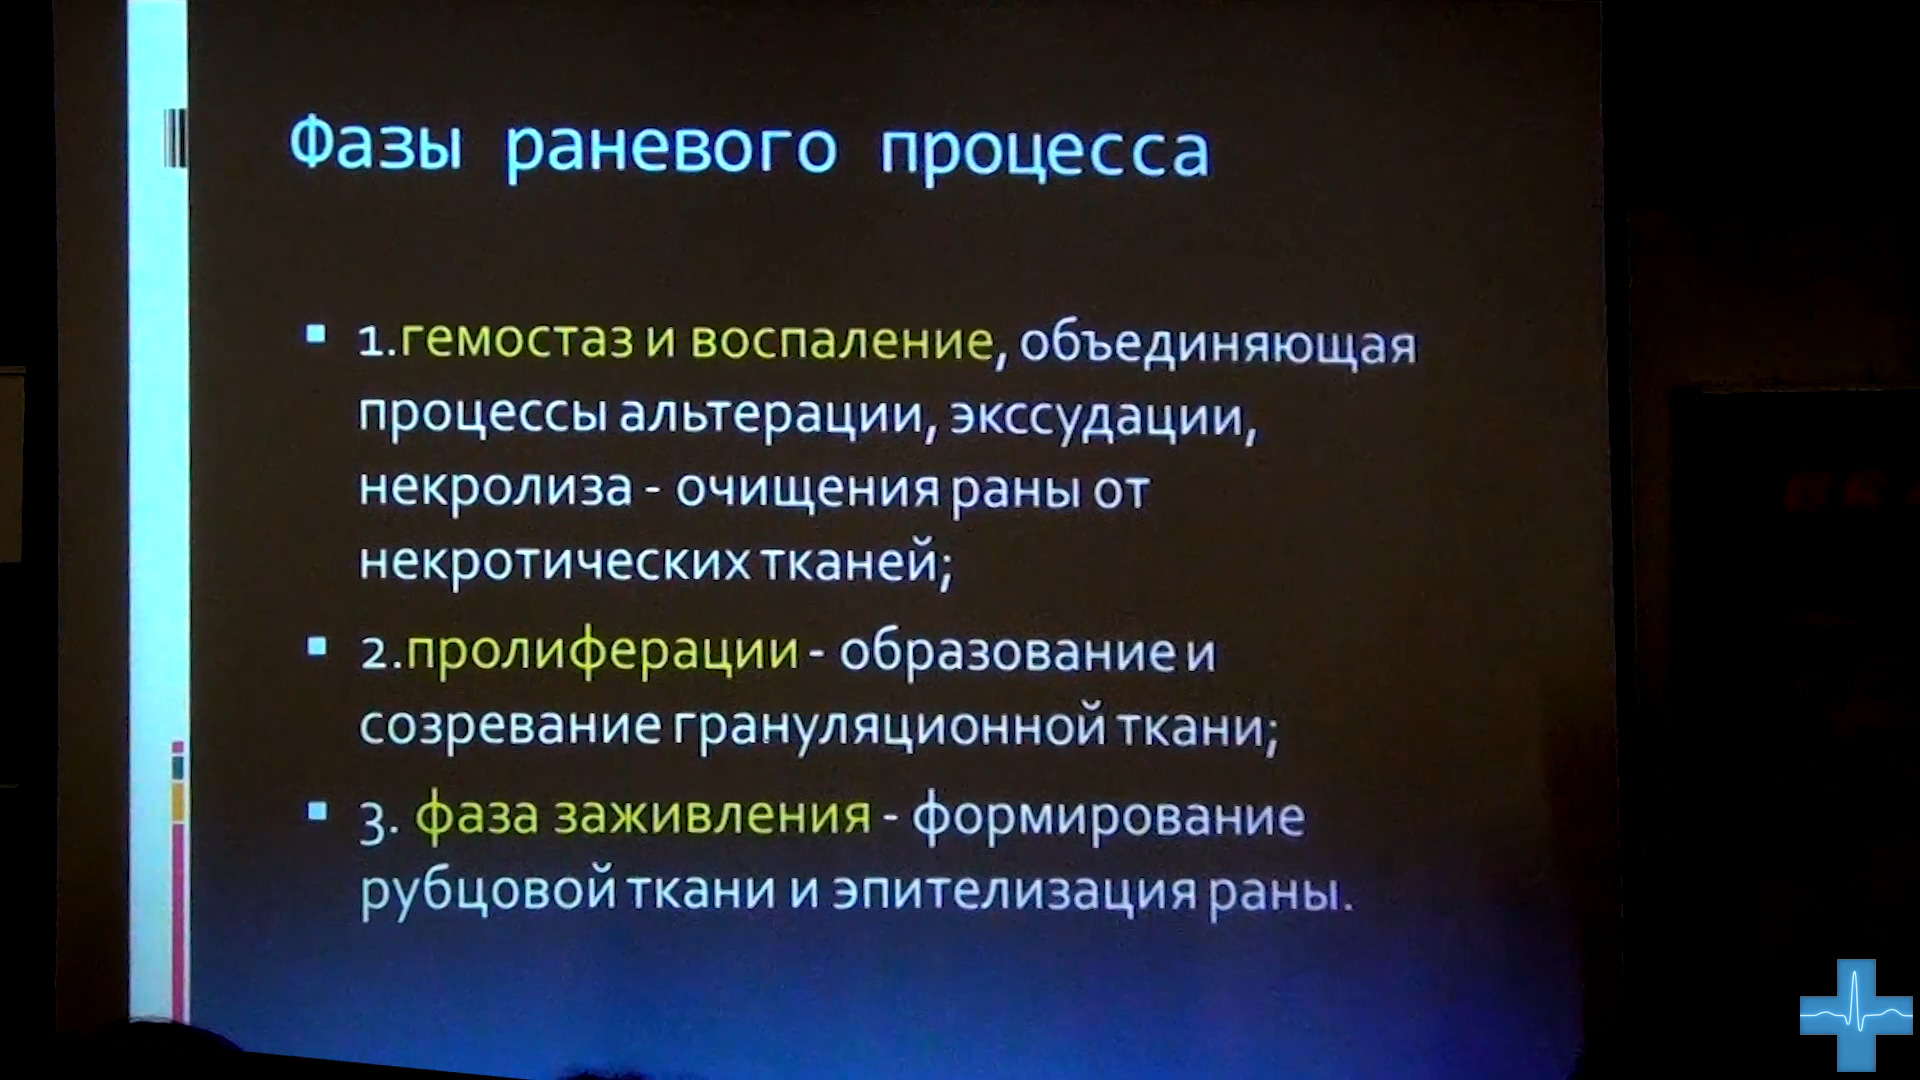 Фазы раневого процесса
1.гемостаз и воспаление, объединяющая
процессы альтерации, экссудации,
некролиза - очищения раны от
некротических тканей;
2.пролиферации - образование и
созревание грануляционной ткани;
3. фаза заживления - формирование
рубцовой ткани и эпителизация раны.